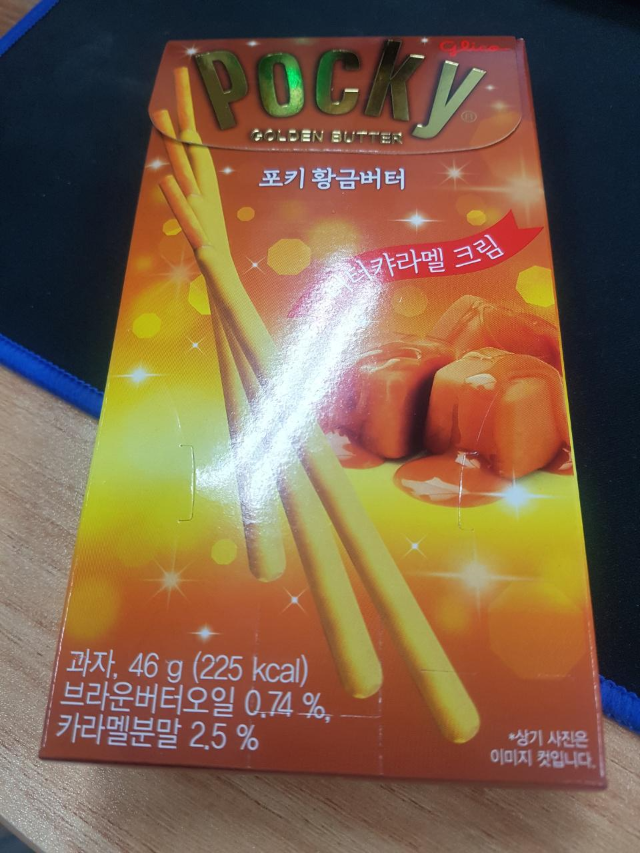 Glico
Pocky®
GOLDEN BUTTER
포키 황금버터
캬라멜 크림
과자, 46 g (225 kcal)
브라운버터오일 0.74 %,
카라멜분말 2.5 %
*상기 사진은
이미지 컷입니다.